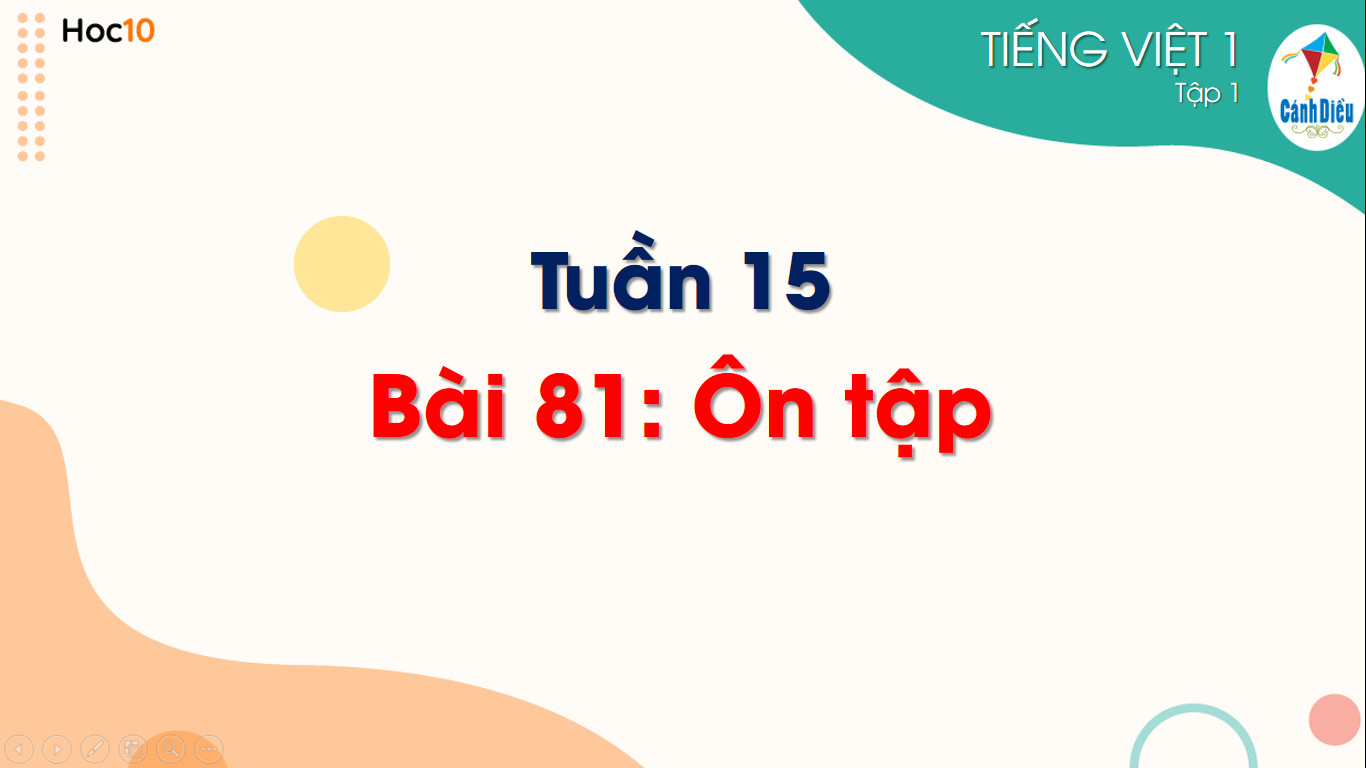 Hoc10
TIẾNG VIỆT 1
Tập 1
Cánh Diều
Tuần 15
Bài 81: Ôn tập